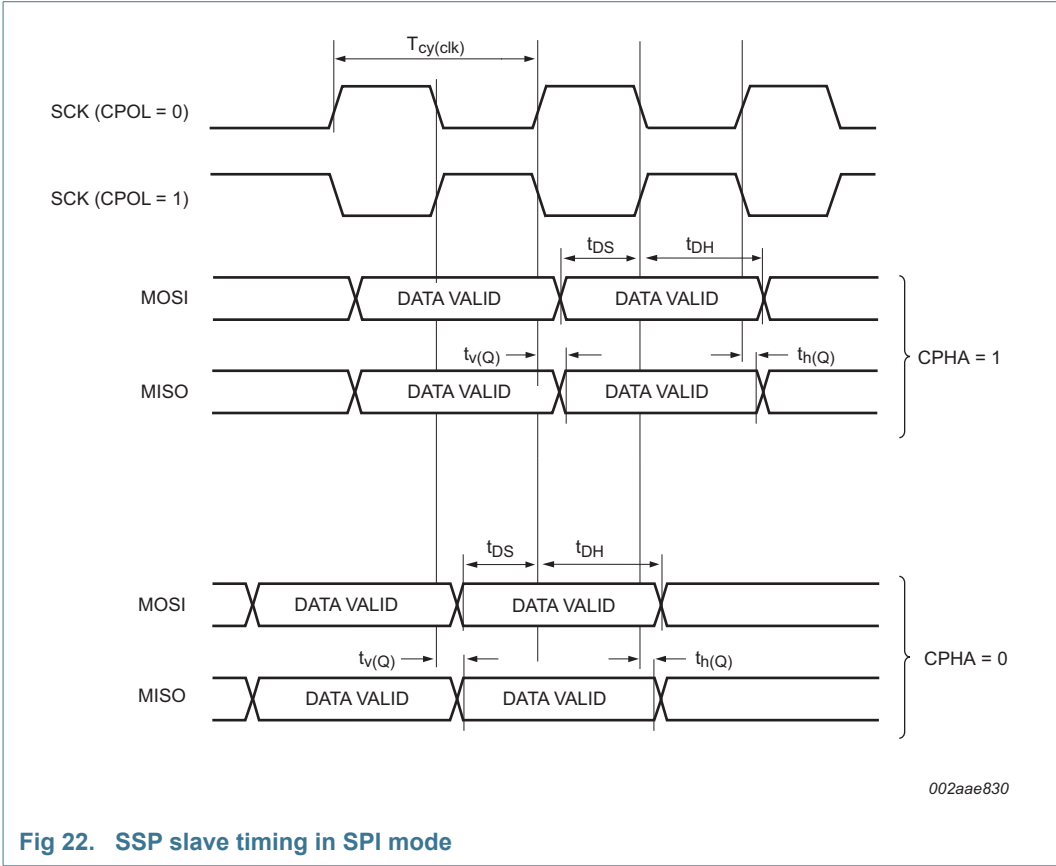 Tcy(clk)
SCK (CPOL = 0)
SCK (CPOL = 1)
tDS tDH
MOSI DATA VALID DATA VALID
tv(Q) th(Q) CPHA = 1
MISO DATA VALID DATA VALID
tDS tDH
MOSI DATA VALID DATA VALID
tv(Q) th(Q) CPHA = 0
MISO DATA VALID DATA VALID
002aae830
Fig 22. SSP slave timing in SPI mode